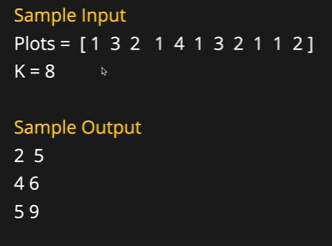 Sample Input
Plots = [ 1 3 2 1 4 1 3 2 1 1 2 ]
K = 8
Sample Output
2 5
4 6
5 9